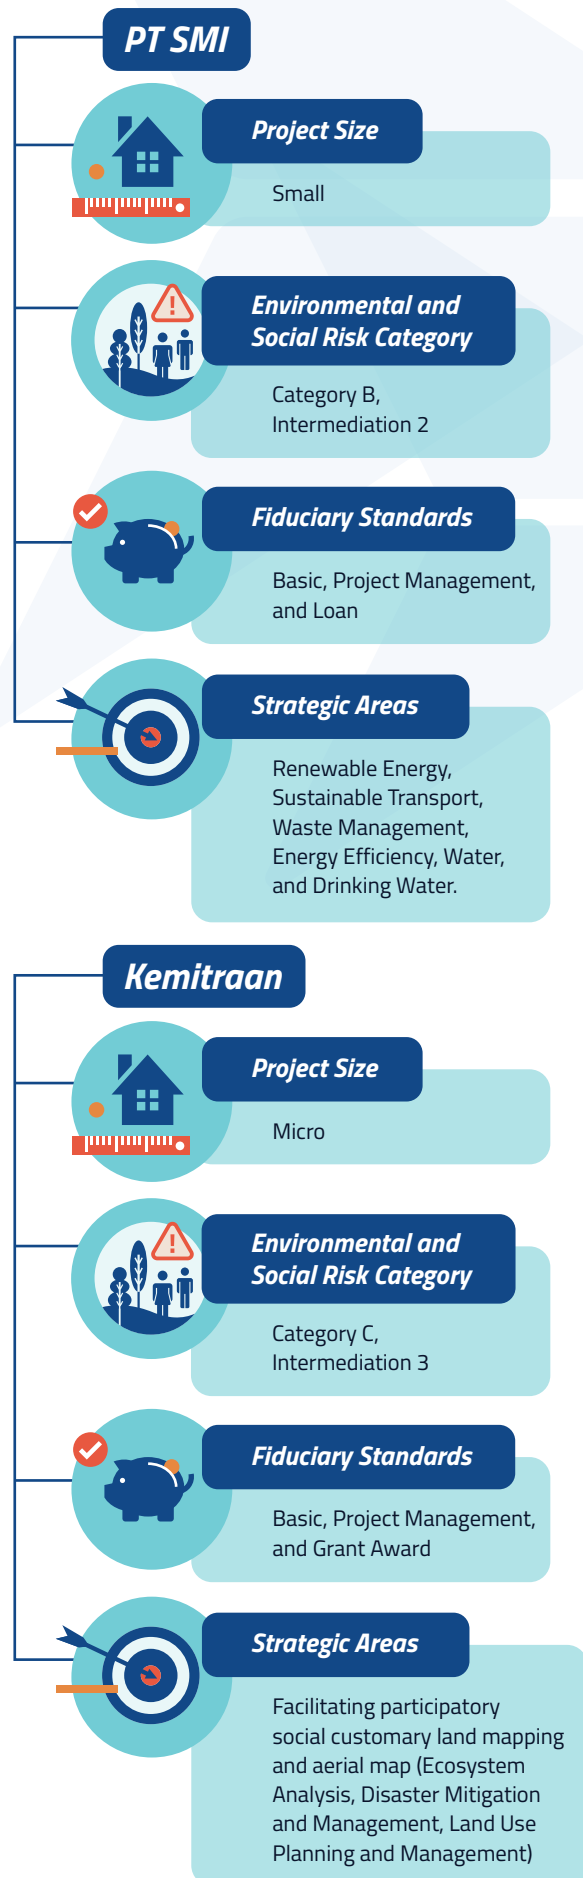 PT SMI
Project Size
Small
Environmental and
Social Risk Category
Category B,
Intermediation 2
Fiduciary Standards
Basic, Project Management,
and Loan
Strategic Areas
Renewable Energy,
Sustainable Transport,
Waste Management,
Energy Efficiency, Water,
and Drinking Water.
Kemitraan
Project Size
Micro
Environmental and
Social Risk Category
Category C,
Intermediation 3
Fiduciary Standards
Basic, Project Management,
and Grant Award
Strategic Areas
Facilitating participatory
social customary land mapping
and aerial map (Ecosystem
Analysis, Disaster Mitigation
and Management, Land Use
Planning and Management)